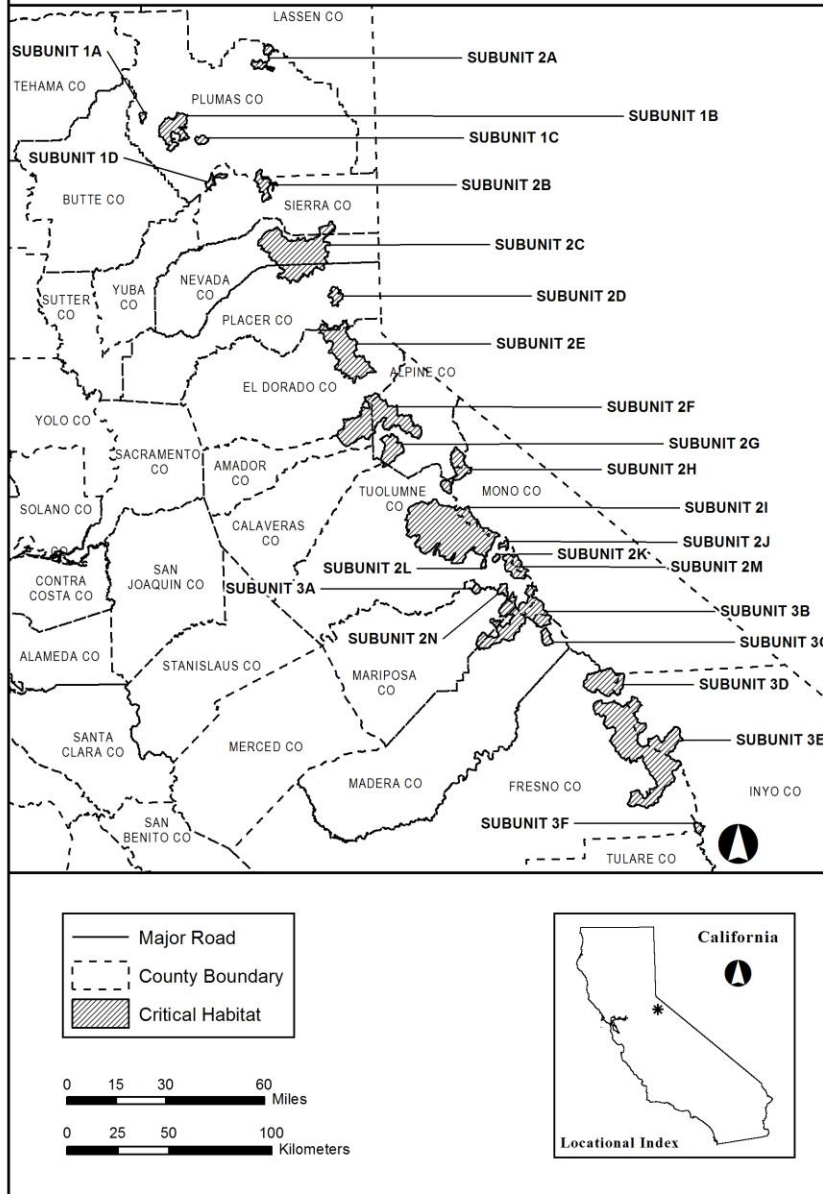 LASSEN CO
SUBUNIT 1A
SUBUNIT 2A
TEHAMA CO
PLUMAS CO
SUBUNIT 1B
SUBUNIT 1C
SUBUNIT 1D
SUBUNIT 2B
BUTTE CO
SIERRA CO
SUBUNIT 2C
NEVADA
CO
YUBA
CO
SUTTER
CO
SUBUNIT 2D
PLACER CO
SUBUNIT 2E
ALPINE CO
EL DORADO CO
SUBUNIT 2F
YOLO CO
SUBUNIT 2G
SACRAMENTO
CO
AMADOR
CO
SUBUNIT 2H
TUOLUMNE
CO
MONO CO
SOLANO CO
SUBUNIT 2I
CALAVERAS
CO
SUBUNIT 2J
CO
SUBUNIT 2K
SAN
JOAQUIN CO
SUBUNIT 2L
SUBUNIT 2M
CONTRA
COSTA CO
SUBUNIT 3A
SUBUNIT 3B
SUBUNIT 2N
SUBUNIT 3C
ALAMEDA CO
STANISLAUS CO
MARIPOSA
CO
SUBUNIT 3D
SANTA
CLARA CO
MERCED CO
SUBUNIT 3E
MADERA CO
FRESNO CO
INYO CO
SAN
BENITO CO
SUBUNIT 3F
TULARE CO
Major Road
County Boundary
Critical Habitat
0 15 30 60
Miles
0 25 50 100
Kilometers
California
Locational Index